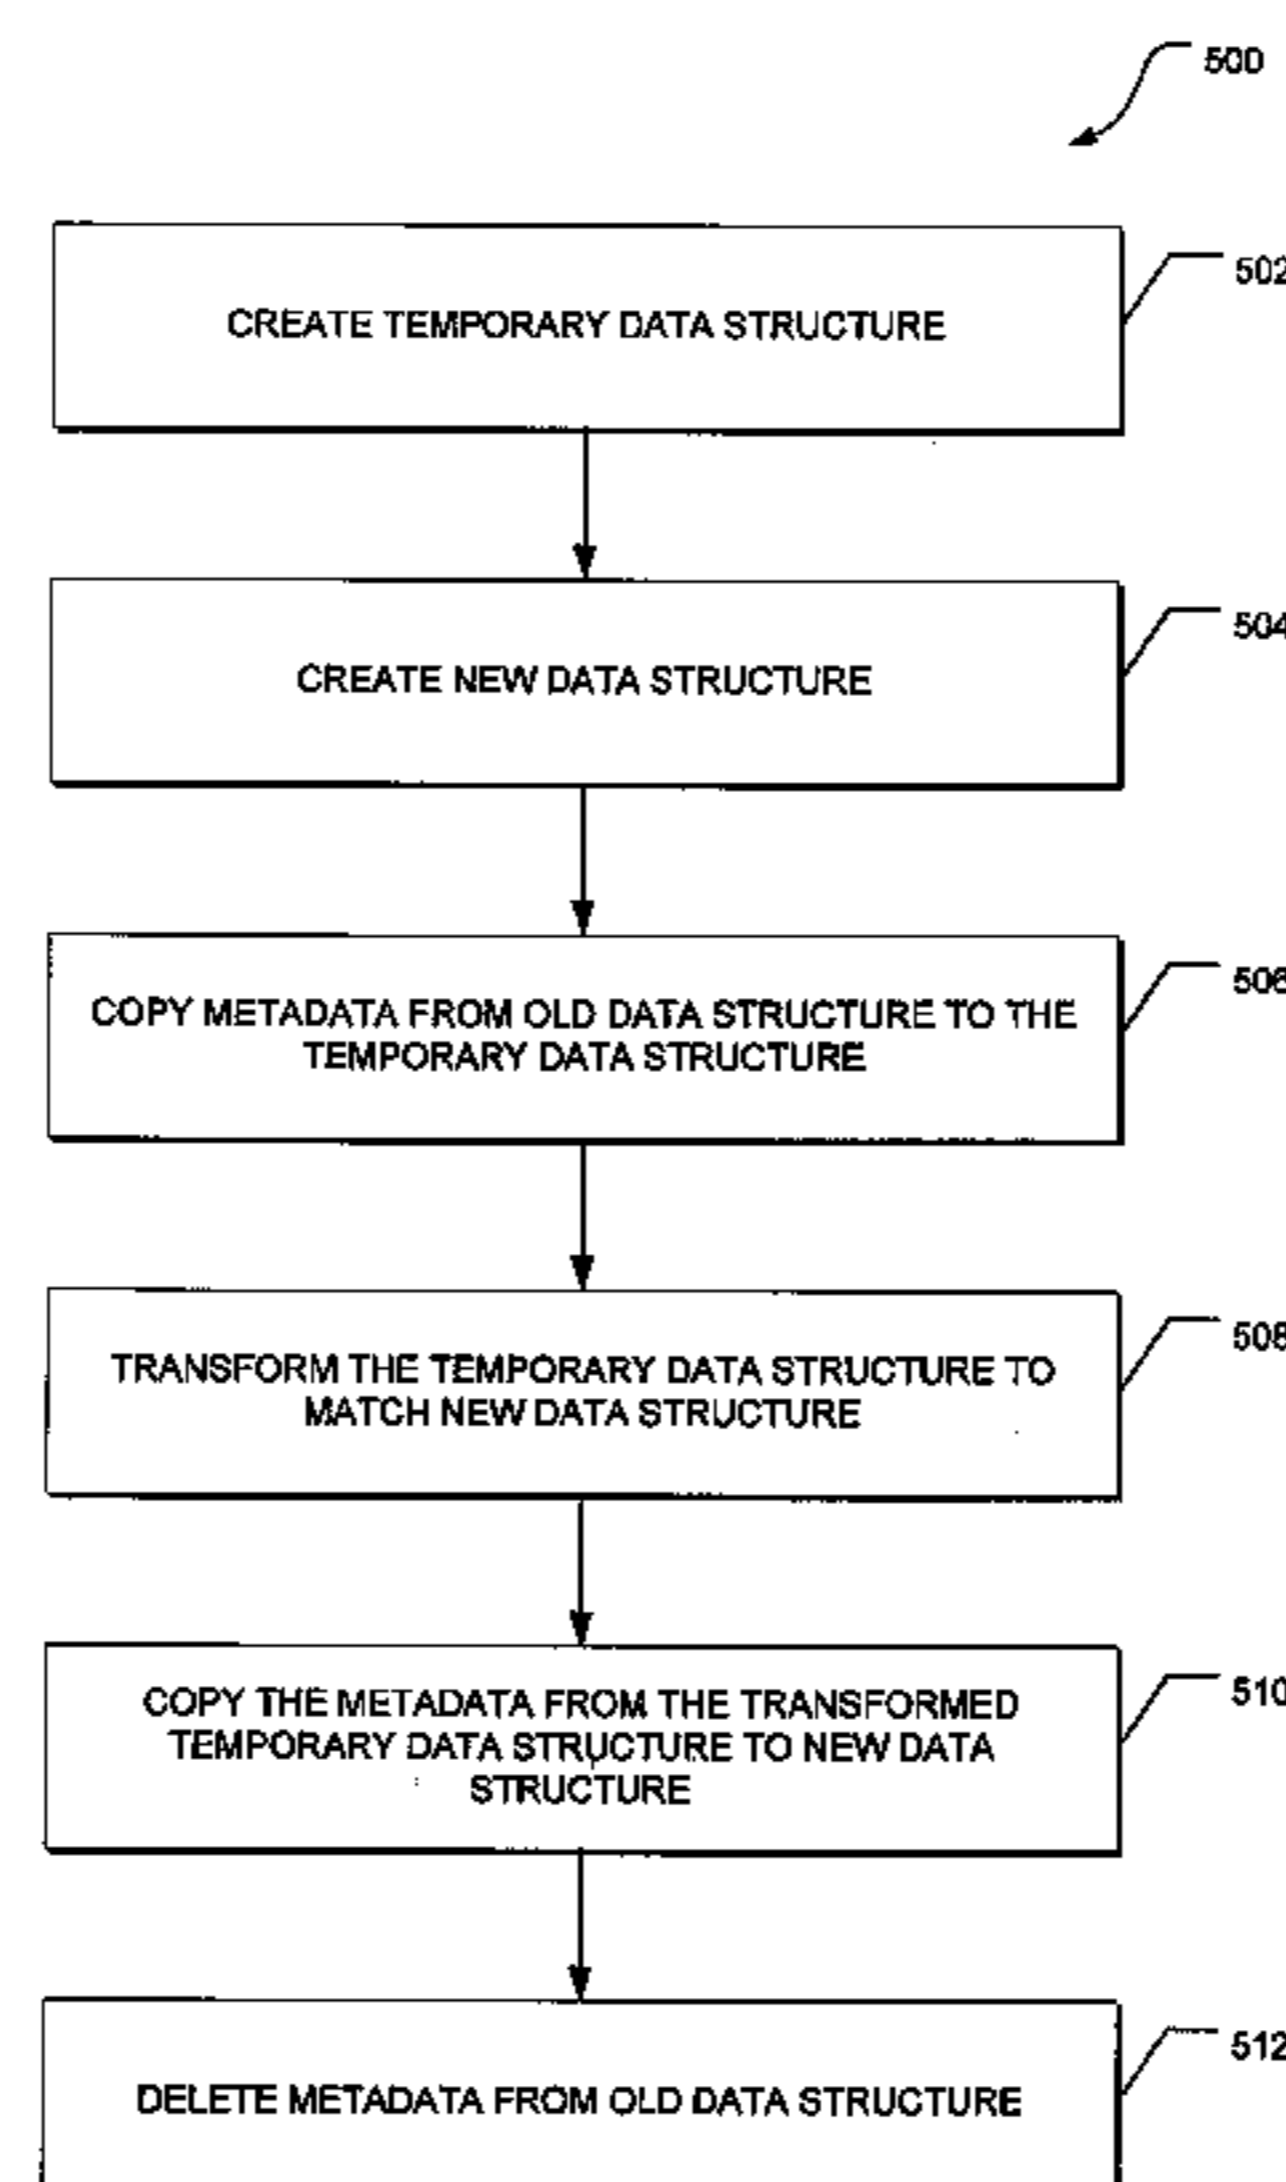 500
CREATE TEMPORARY DATA STRUCTURE
502
CREATE NEW DATA STRUCTURE
504
COPY METADATA FROM OLD DATA STRUCTURE TO THE
TEMPORARY DATA STRUCTURE
506
TRANSFORM THE TEMPORARY DATA STRUCTURE TO
MATCH NEW DATA STRUCTURE
508
COPY THE METADATA FROM THE TRANSFORMED
TEMPORARY DATA STRUCTURE TO NEW DATA
STRUCTURE
510
DELETE METADATA FROM OLD DATA STRUCTURE
512